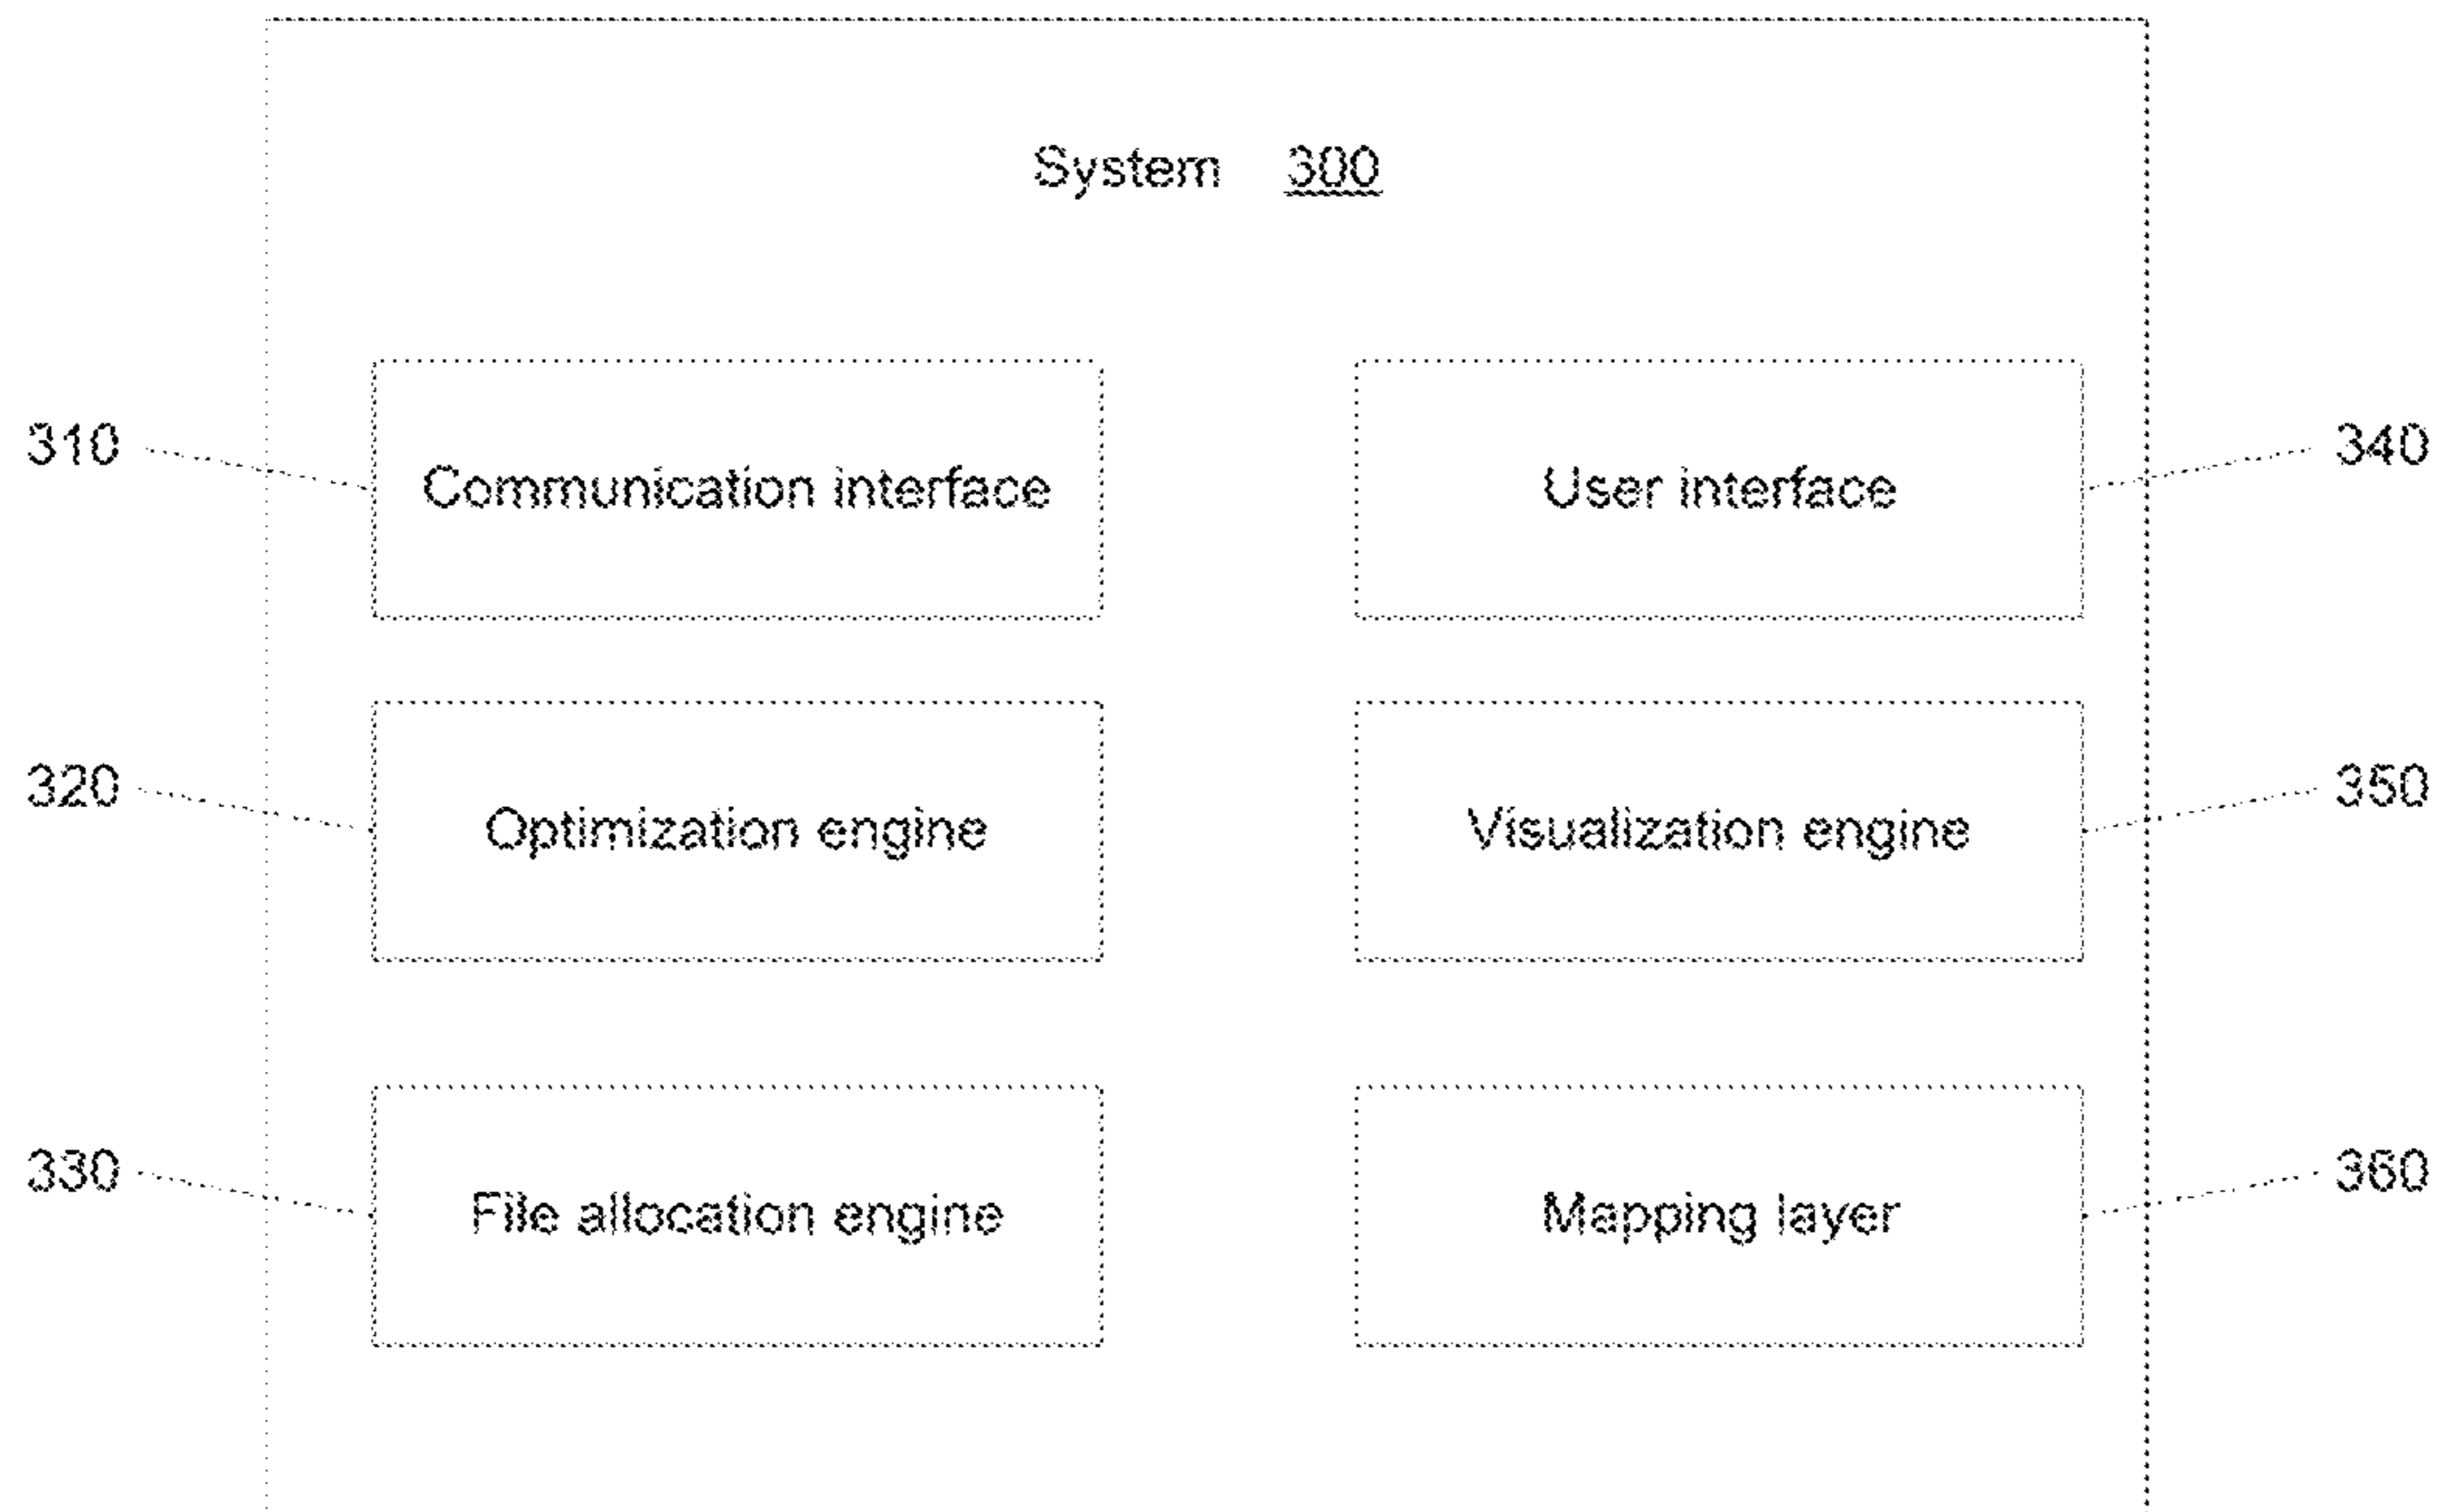 System 300
310 Communication interface User interface 340
320 Optimization engine Visualization engine 350
330 File allocation engine Mapping layer 360